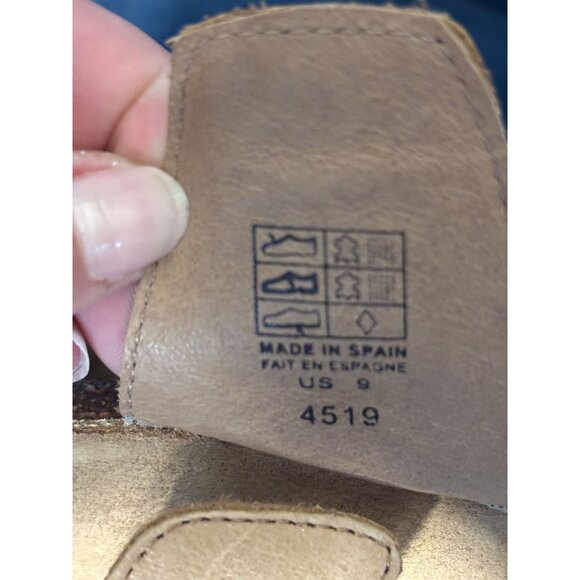 MADE IN SPAIN
FAIT EN ESPAGNE
US 9
4519